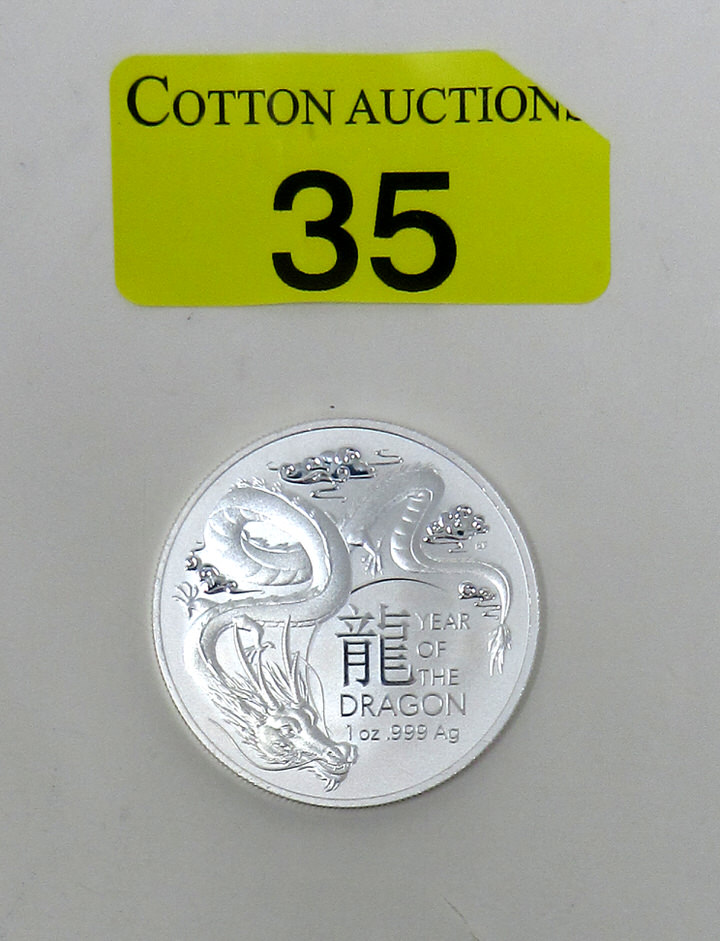 COTTON AUCTIONS
35
龍 YEAR
OF
THE
DRAGON
1 oz .999 Ag